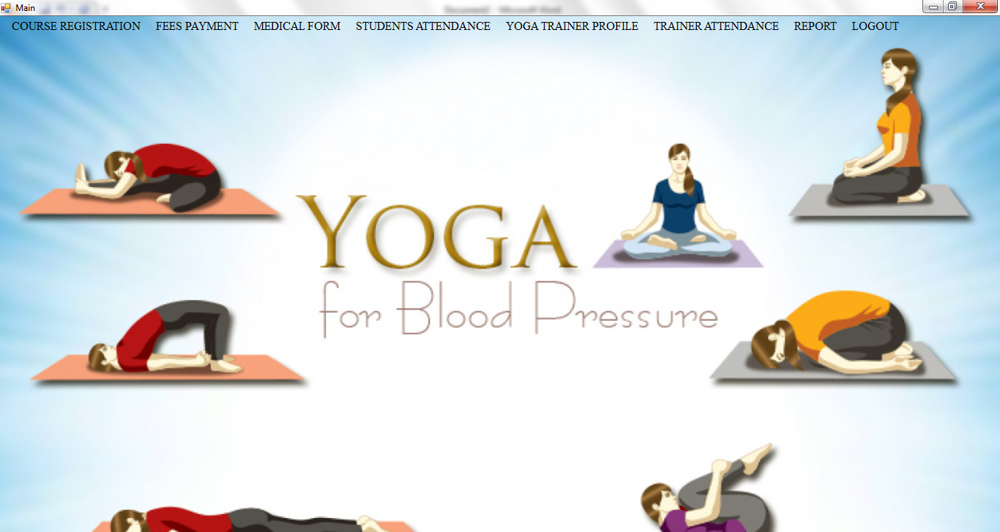 Main
COURSE REGISTRATION FEES PAYMENT MEDICAL FORM STUDENTS ATTENDANCE YOGA TRAINER PROFILE TRAINER ATTENDANCE REPORT LOGOUT
YOGA
for Blood Pressure